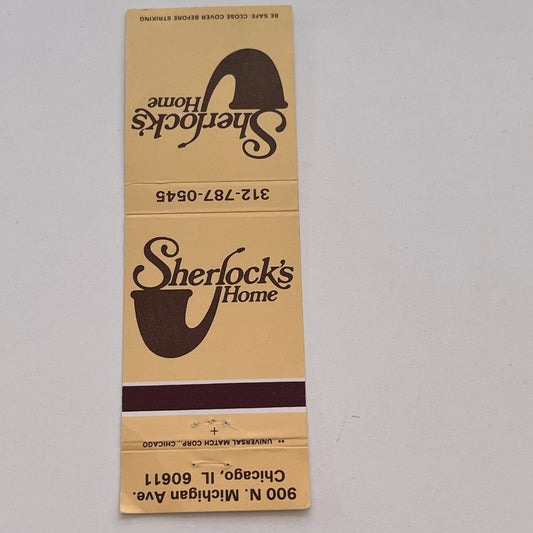 BE SAFE-CLOSE COVER BEFORE STRIKING
Sherlock's
Home
312-787-0545
Sherlock's
Home
** UNIVERSAL MATCH CORP., CHICAGO
900 N. Michigan Ave.
Chicago, IL 60611